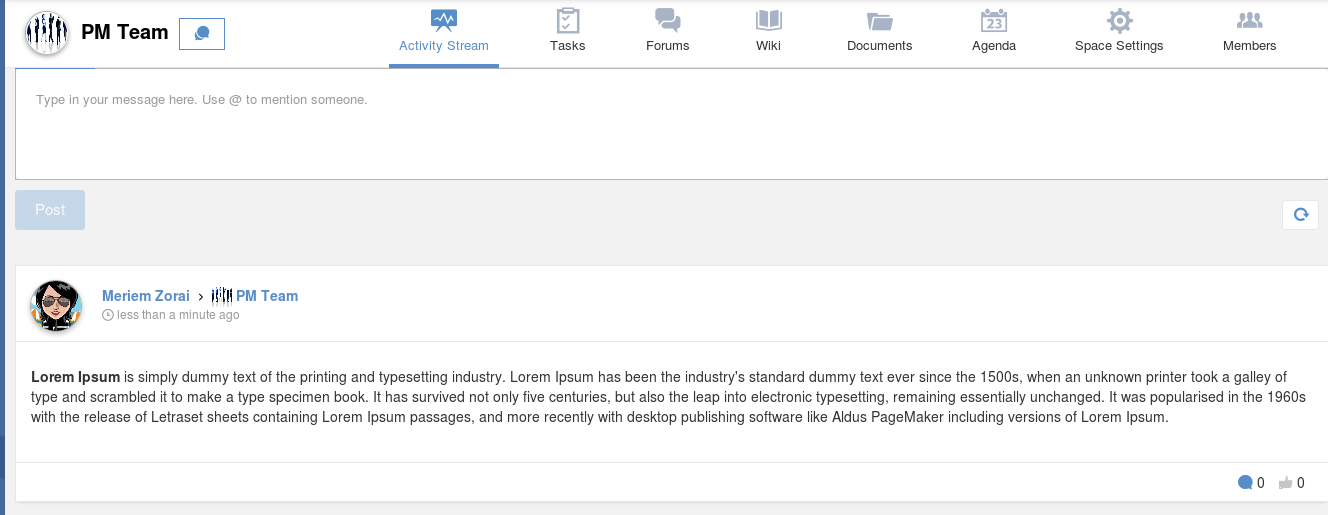 PM Team
Activity Stream
Tasks
Forums
Wiki
Documents
23
Agenda
Space Settings
Members
Type in your message here. Use @ to mention someone.
Post
Meriem Zorai › PM Team
less than a minute ago
Lorem Ipsum is simply dummy text of the printing and typesetting industry. Lorem Ipsum has been the industry's standard dummy text ever since the 1500s, when an unknown printer took a galley of
type and scrambled it to make a type specimen book. It has survived not only five centuries, but also the leap into electronic typesetting, remaining essentially unchanged. It was popularised in the 1960s
with the release of Letraset sheets containing Lorem Ipsum passages, and more recently with desktop publishing software like Aldus PageMaker including versions of Lorem Ipsum.
0 0